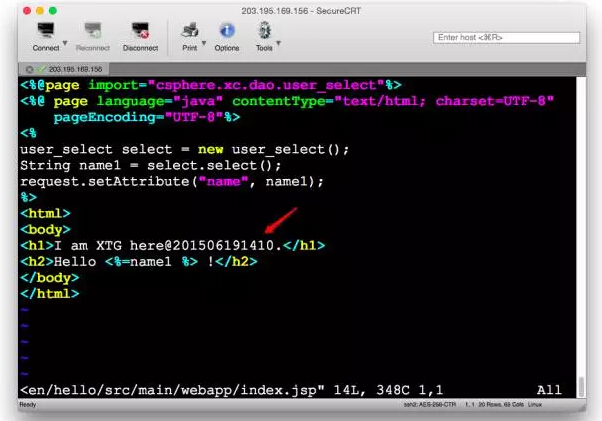 203.195.169.156 - SecureCRT
Connect Reconnect Disconnect Print Options Tools
Enter host <⌘R>
203.195.169.156
<%@page import="csphere.xc.dao.user_select"%>
<%@ page language="java" contentType="text/html; charset=UTF-8"
pageEncoding="UTF-8"%>
<%
user_select select = new user_select();
String name1 = select.select();
request.setAttribute("name", name1);
%>
<html>
<body>
<h1>I am XTG here@201506191410.</h1>
<h2>Hello <%=name1 %> !</h2>
</body>
</html>
~
~
~
~
~
<en/hello/src/main/webapp/index.jsp" 14L, 348C 1,1 All
Ready ssh2: AES-256-CTR 1, 1 20 Rows, 65 Cols Linux